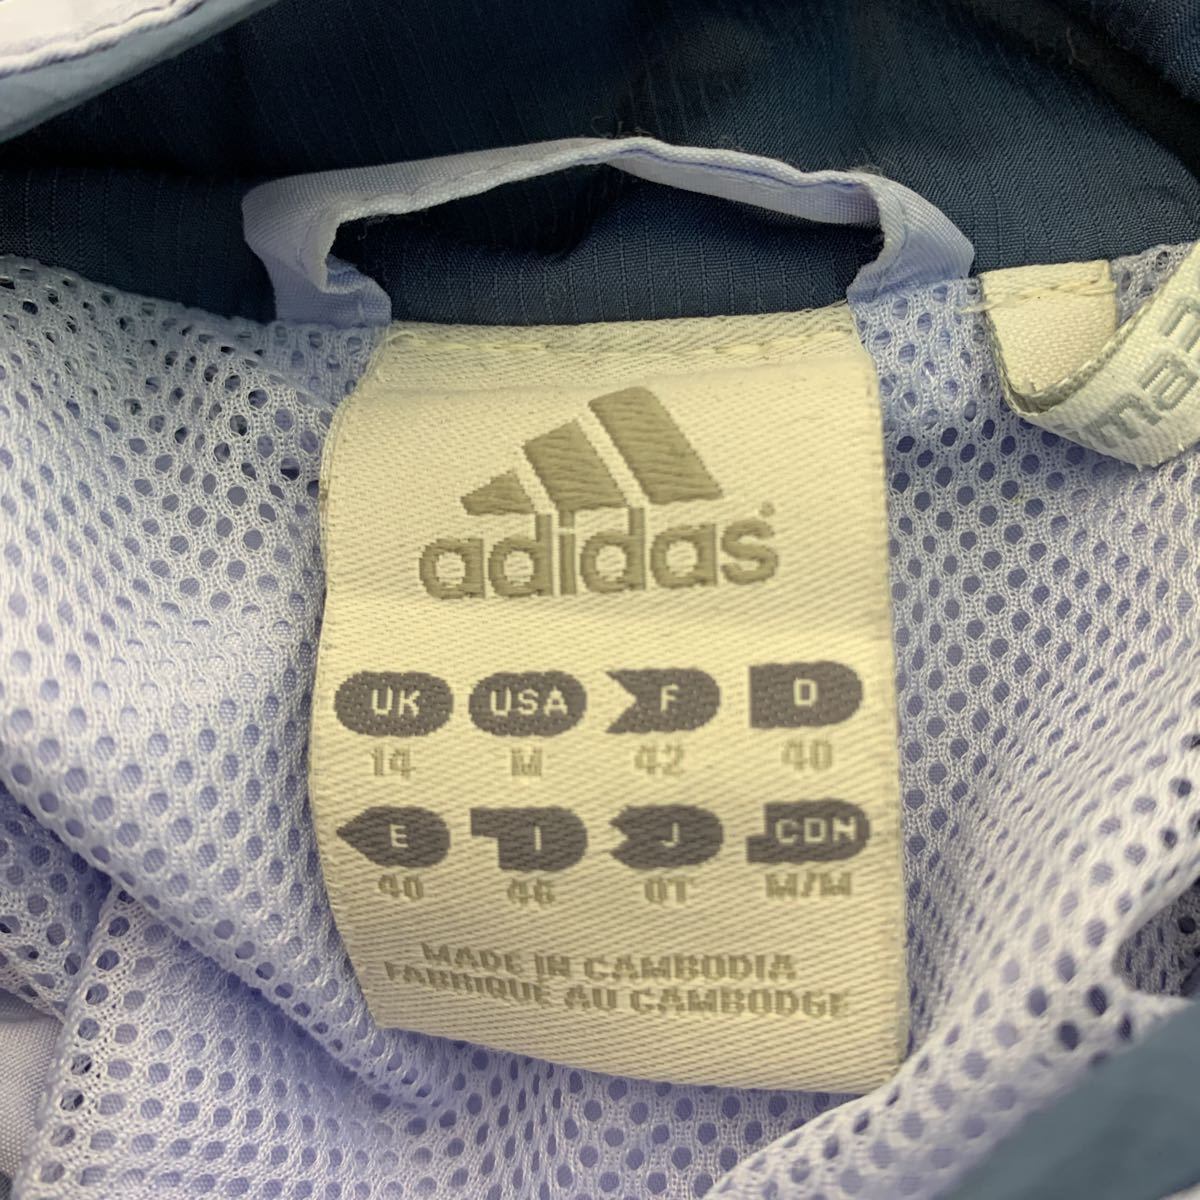 adidas®
UK USA F D
14 M 42 40
E I J CDN
40 46 OT M/M
MADE IN CAMBODIA
FABRIQUE AU CAMBODGE